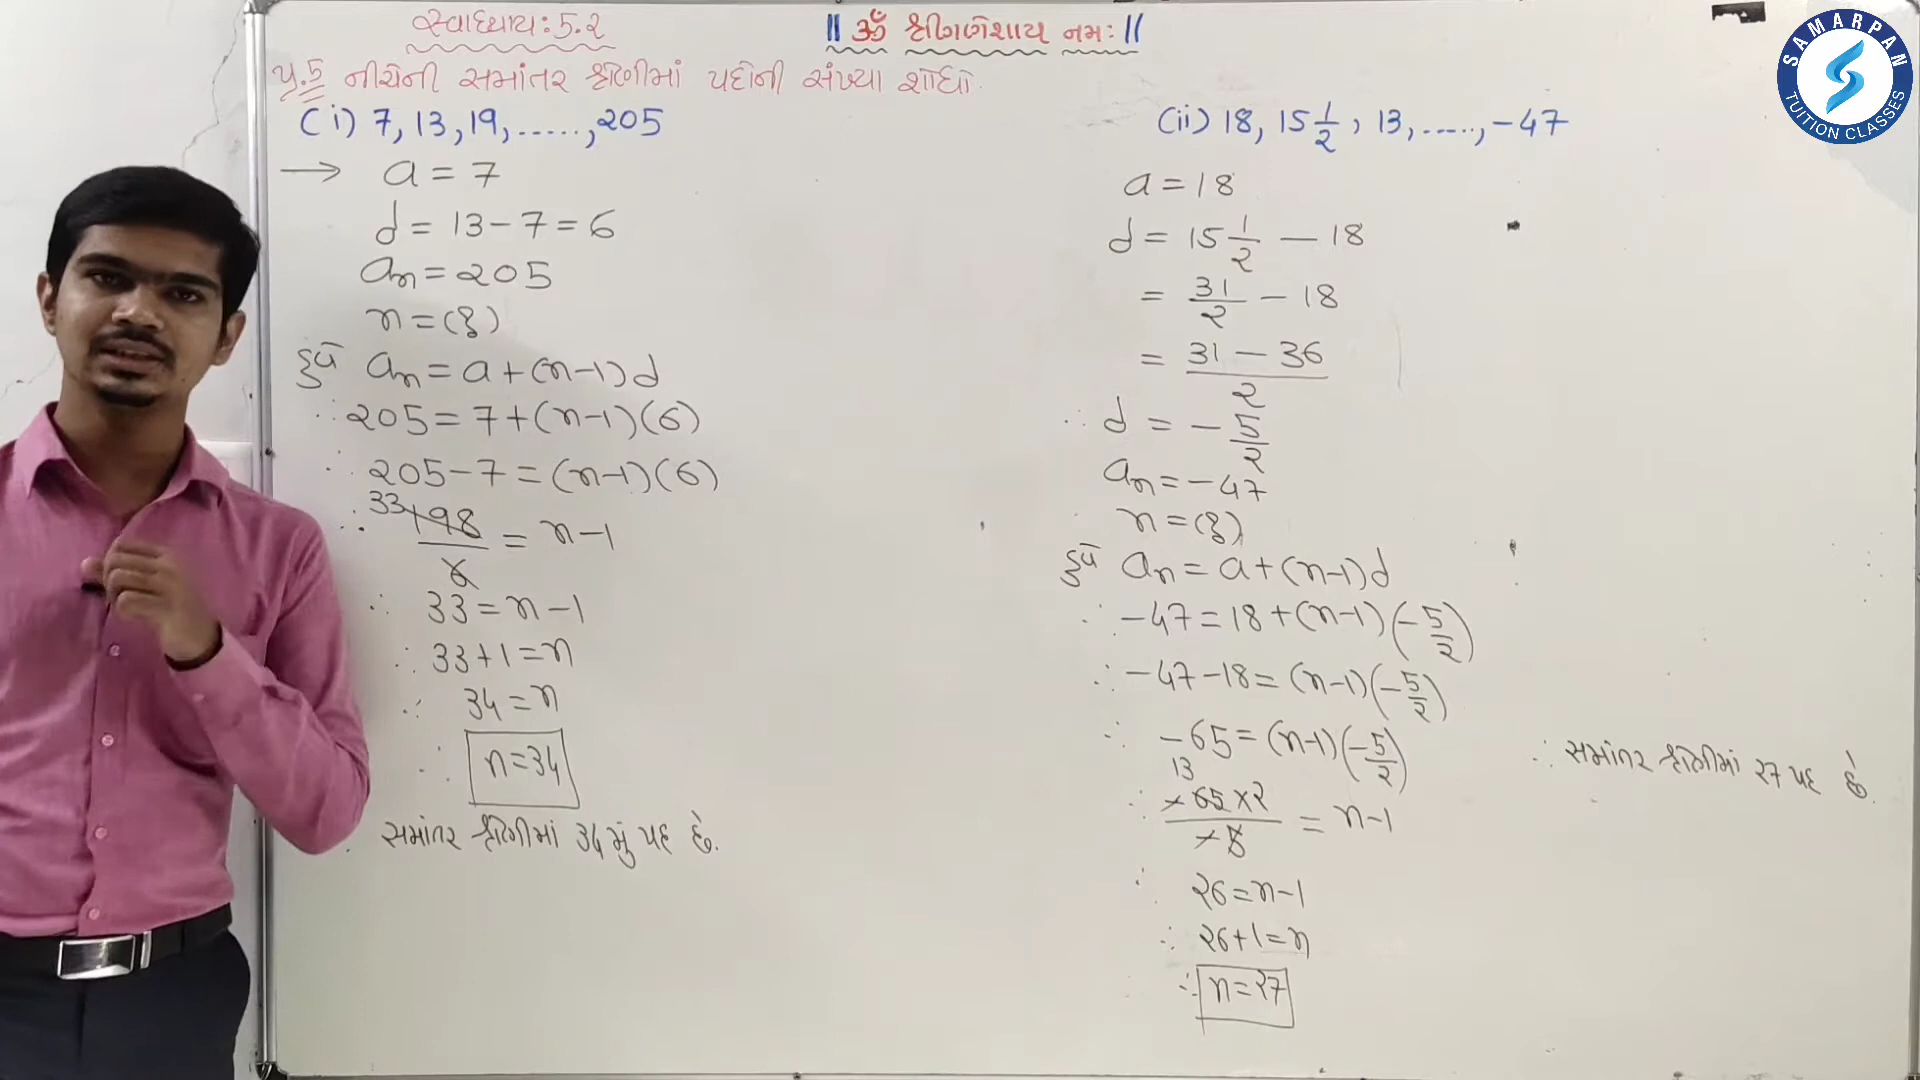 સ્વાધ્યાય: 5.2
|| ૐ શ્રી ગણેશાય નમ: ||
SAMARPAN
TUITION CLASSES
પ્ર.5 નીચેની સમાંતર શ્રેણીમાં પદોની સંખ્યા શોધો.
(i) 7, 13, 19, ......, 205
→ a = 7
d = 13 - 7 = 6
aₙ = 205
n = (?)
હવે aₙ = a + (n-1)d
∴ 205 = 7 + (n-1)(6)
∴ 205 - 7 = (n-1)(6)
33
∴ 198/6 = n-1
∴ 33 = n-1
∴ 33+1 = n
∴ 34 = n
∴ n = 34
∴ સમાંતર શ્રેણીમાં 34મું પદ છે.
(ii) 18, 15 1/2, 13, ....., -47
a = 18
d = 15 1/2 - 18
= 31/2 - 18
= (31 - 36)/2
∴ d = -5/2
aₙ = -47
n = (?)
હવે aₙ = a + (n-1)d
∴ -47 = 18 + (n-1)(-5/2)
∴ -47 - 18 = (n-1)(-5/2)
∴ -65 = (n-1)(-5/2)
13
∴ -65×2/-5 = n-1
∴ 26 = n-1
∴ 26+1 = n
∴ n = 27
∴ સમાંતર શ્રેણીમાં 27 પદ છે.